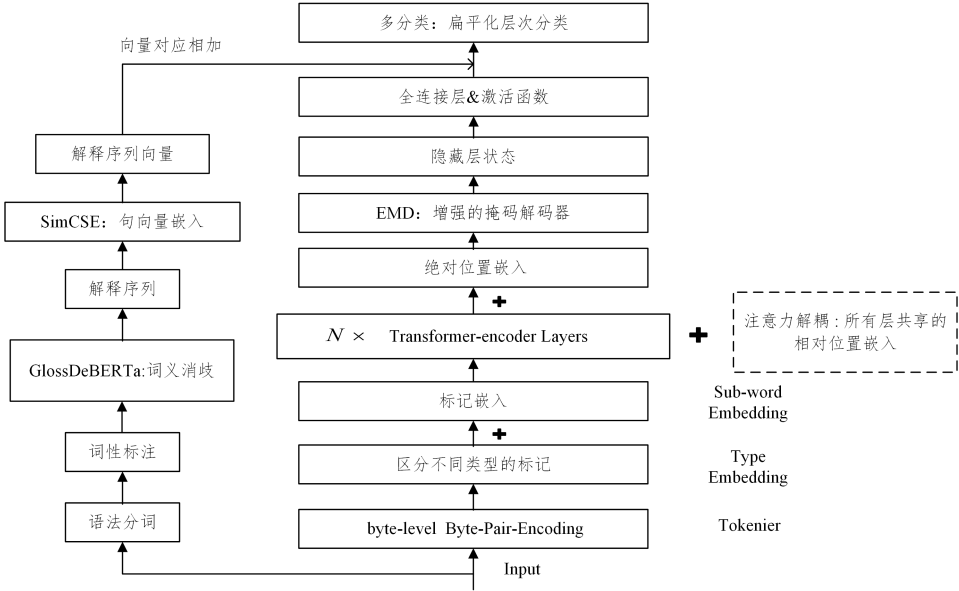 多分类：扁平化层次分类
向量对应相加
全连接层&激活函数
解释序列向量
隐藏层状态
SimCSE：句向量嵌入
EMD：增强的掩码解码器
绝对位置嵌入
解释序列
+
N × Transformer-encoder Layers
+
注意力解耦：所有层共享的
相对位置嵌入
GlossDeBERTa:词义消歧
标记嵌入
Sub-word
Embedding
+
词性标注
区分不同类型的标记
Type
Embedding
语法分词
byte-level Byte-Pair-Encoding
Tokenier
Input